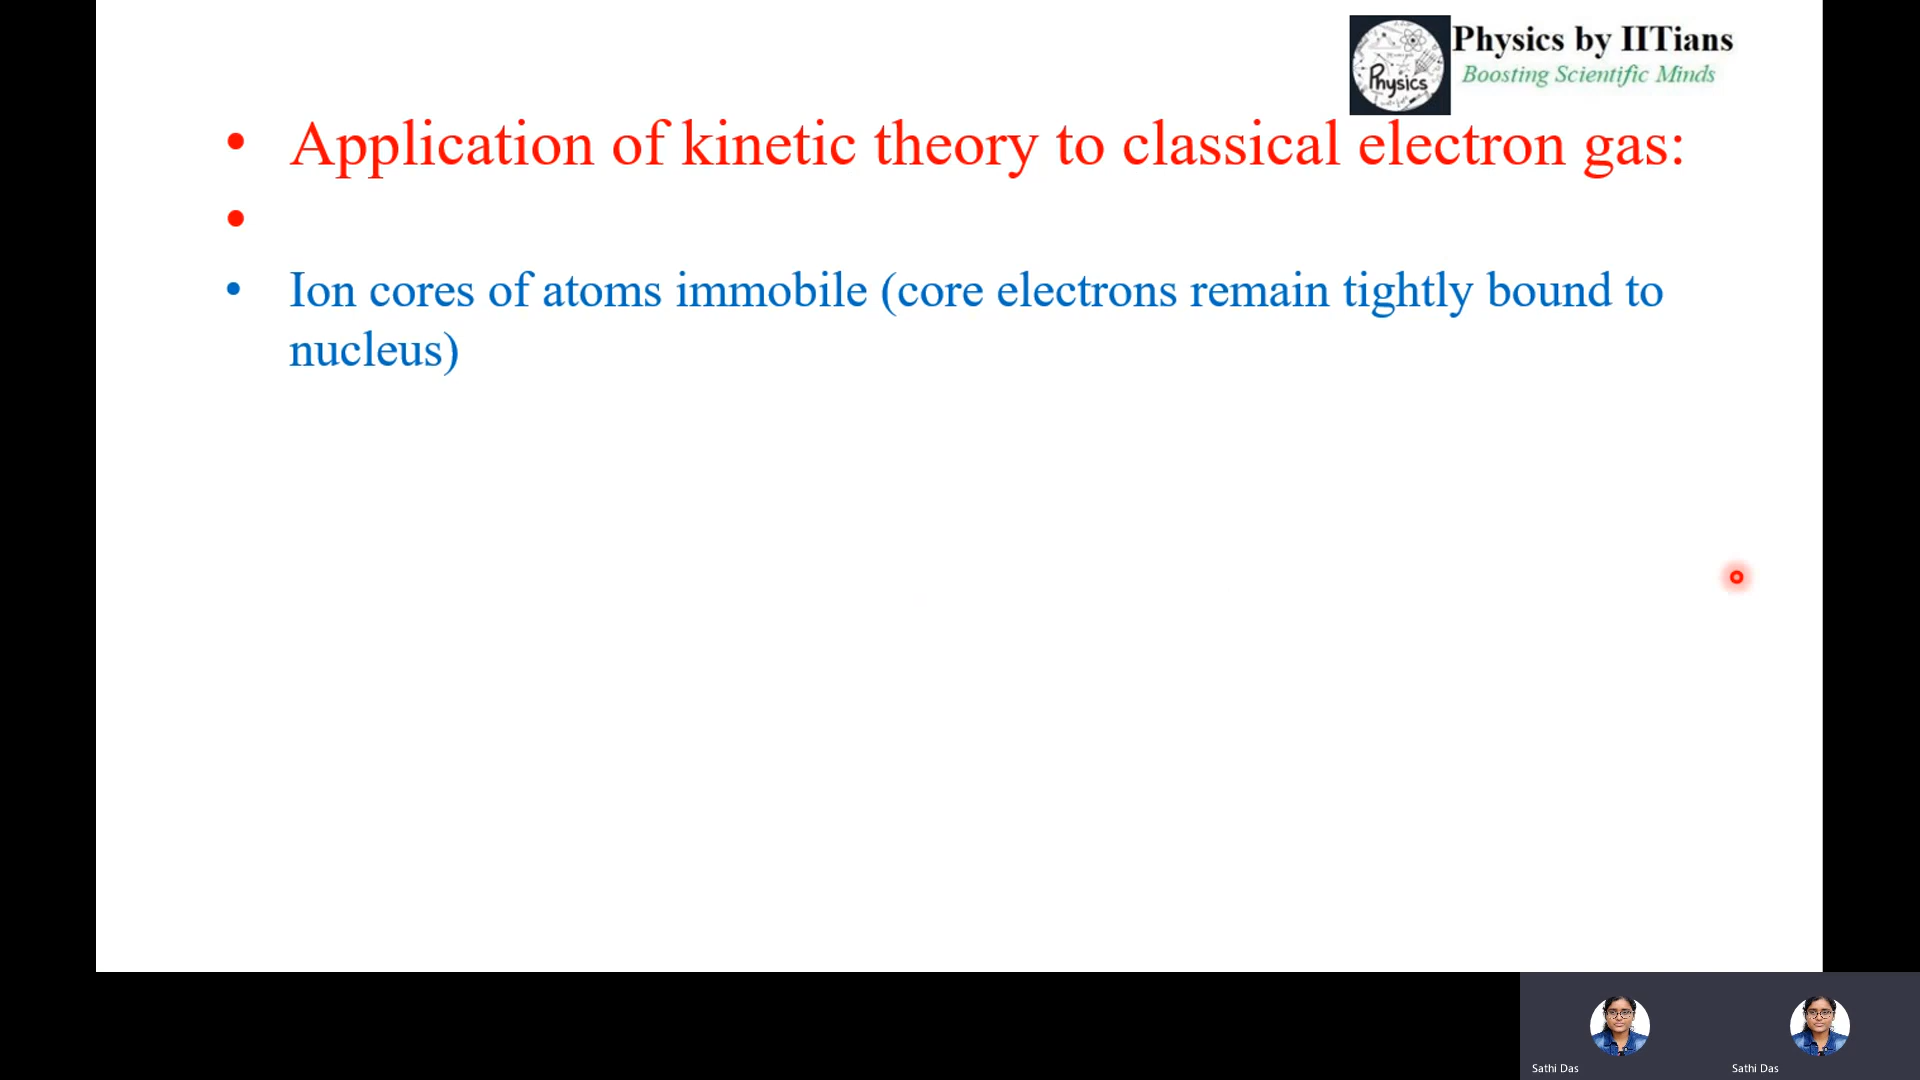 Physics by IITians
Boosting Scientific Minds
Physics
• Application of kinetic theory to classical electron gas:
•
• Ion cores of atoms immobile (core electrons remain tightly bound to
nucleus)
Sathi Das
Sathi Das